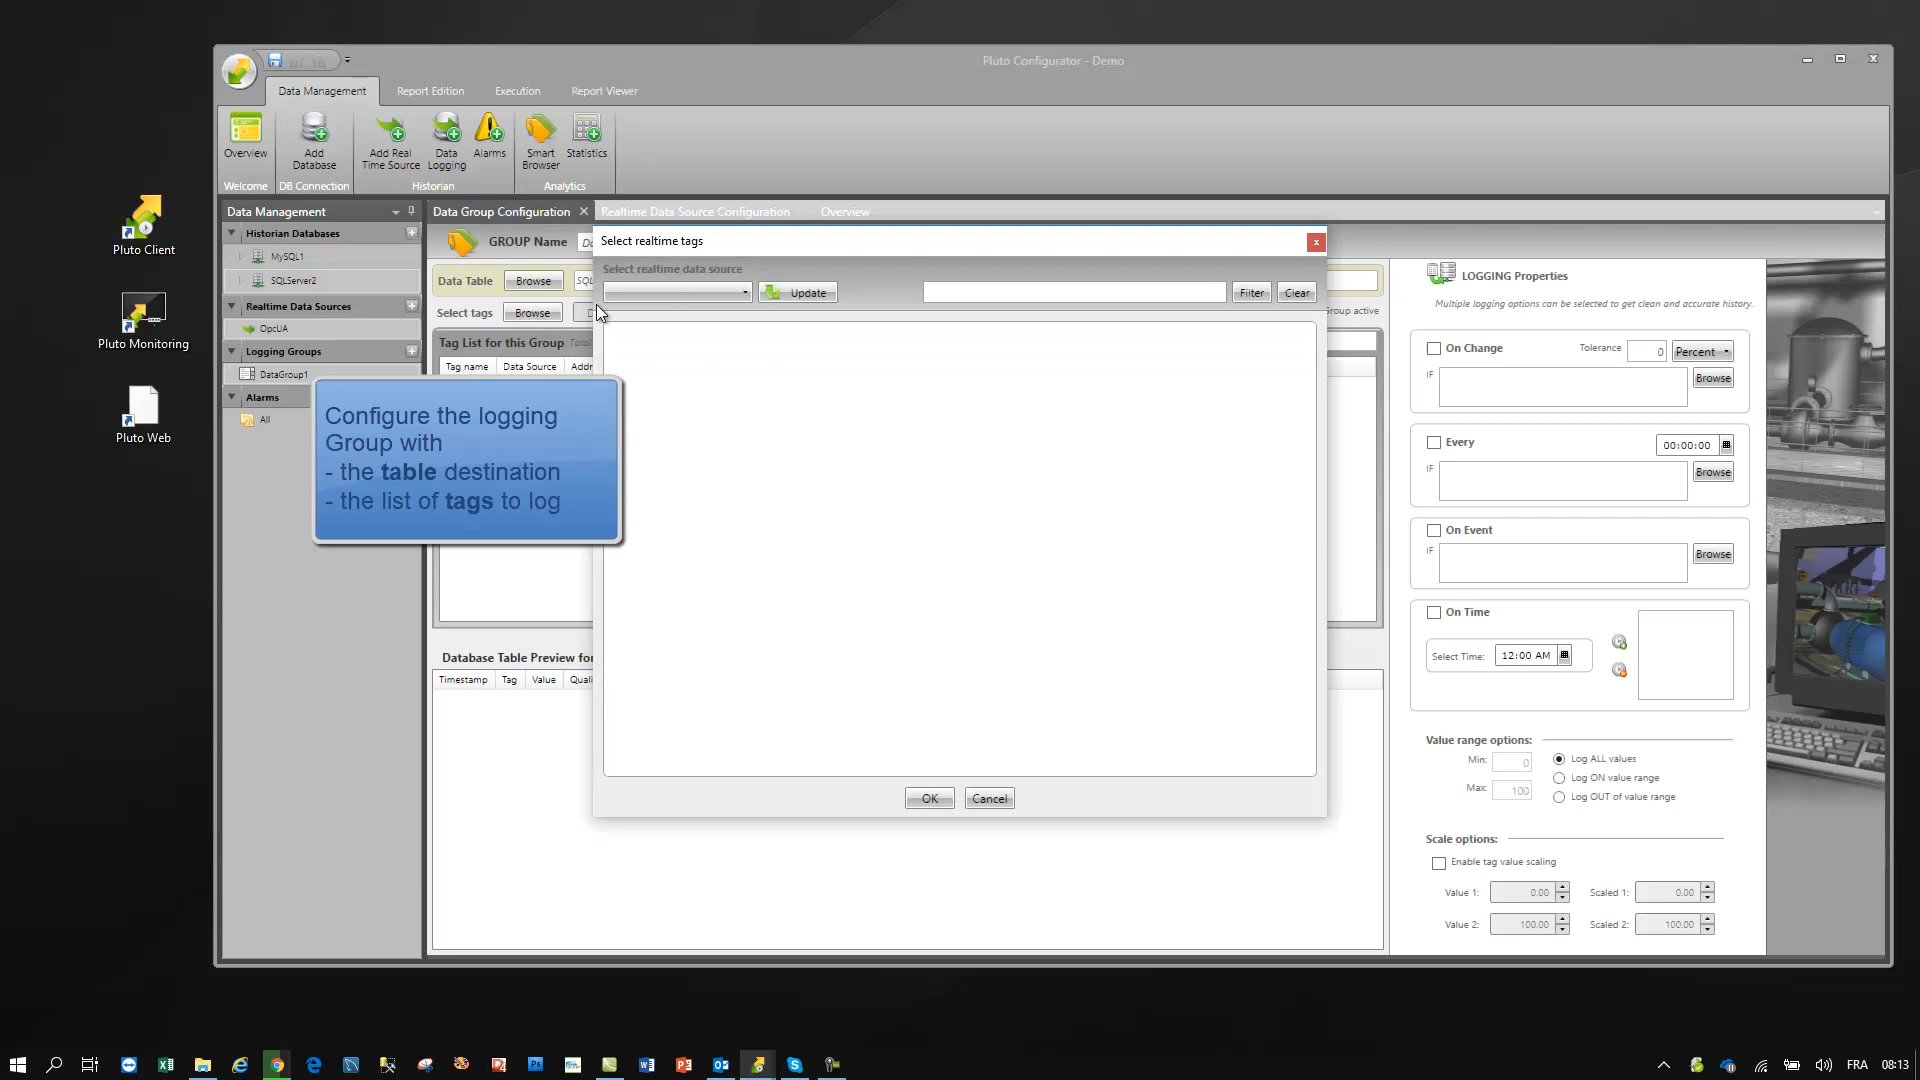 Pluto Configurator - Demo
Data Management
Report Edition
Execution
Report Viewer
Overview
Add
Database
Add Real
Time Source
Data
Logging
Alarms
Smart
Browser
Statistics
Welcome
DB Connection
Historian
Analytics
Pluto Client
Pluto Monitoring
Pluto Web
Data Management
Historian Databases
MySQL1
SQLServer2
Realtime Data Sources
OpcUA
Logging Groups
DataGroup1
Alarms
All
Data Group Configuration
Realtime Data Source Configuration
Overview
GROUP Name
Data Table
Browse
SQL
Select tags
Browse
Group active
Tag List for this Group
Tag name
Data Source
Addr
Database Table Preview for
Timestamp
Tag
Value
Quali
Select realtime tags
x
Select realtime data source
Update
Filter
Clear
OK
Cancel
Configure the logging
Group with
- the table destination
- the list of tags to log
LOGGING Properties
Multiple logging options can be selected to get clean and accurate history.
On Change
Tolerance
0
Percent
IF
Browse
Every
00:00:00
IF
Browse
On Event
IF
Browse
On Time
Select Time:
12:00 AM
Value range options:
Min:
0
Log ALL values
Log ON value range
Max:
100
Log OUT of value range
Scale options:
Enable tag value scaling
Value 1:
0.00
Scaled 1:
0.00
Value 2:
100.00
Scaled 2:
100.00
FRA
08:13